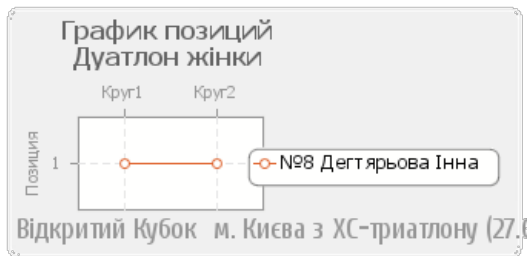 График позиций
Дуатлон жінки
Круг1 Круг2
Позиция
1
№8 Дегтярьова Інна
Відкритий Кубок м. Києва з ХС-триатлону (27.